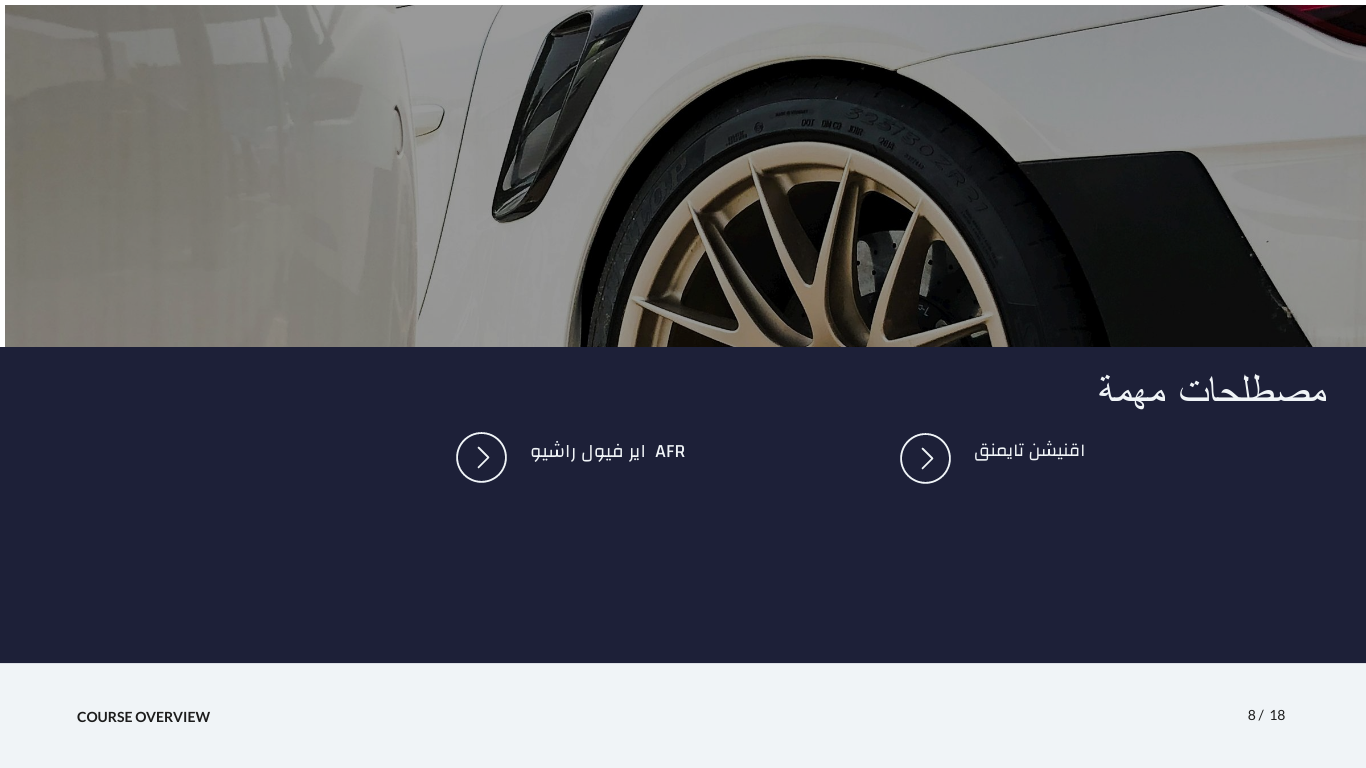 مصطلحات مهمة
اقنيشن تايمنق
AFR اير فيول راشيو
COURSE OVERVIEW
8 / 18